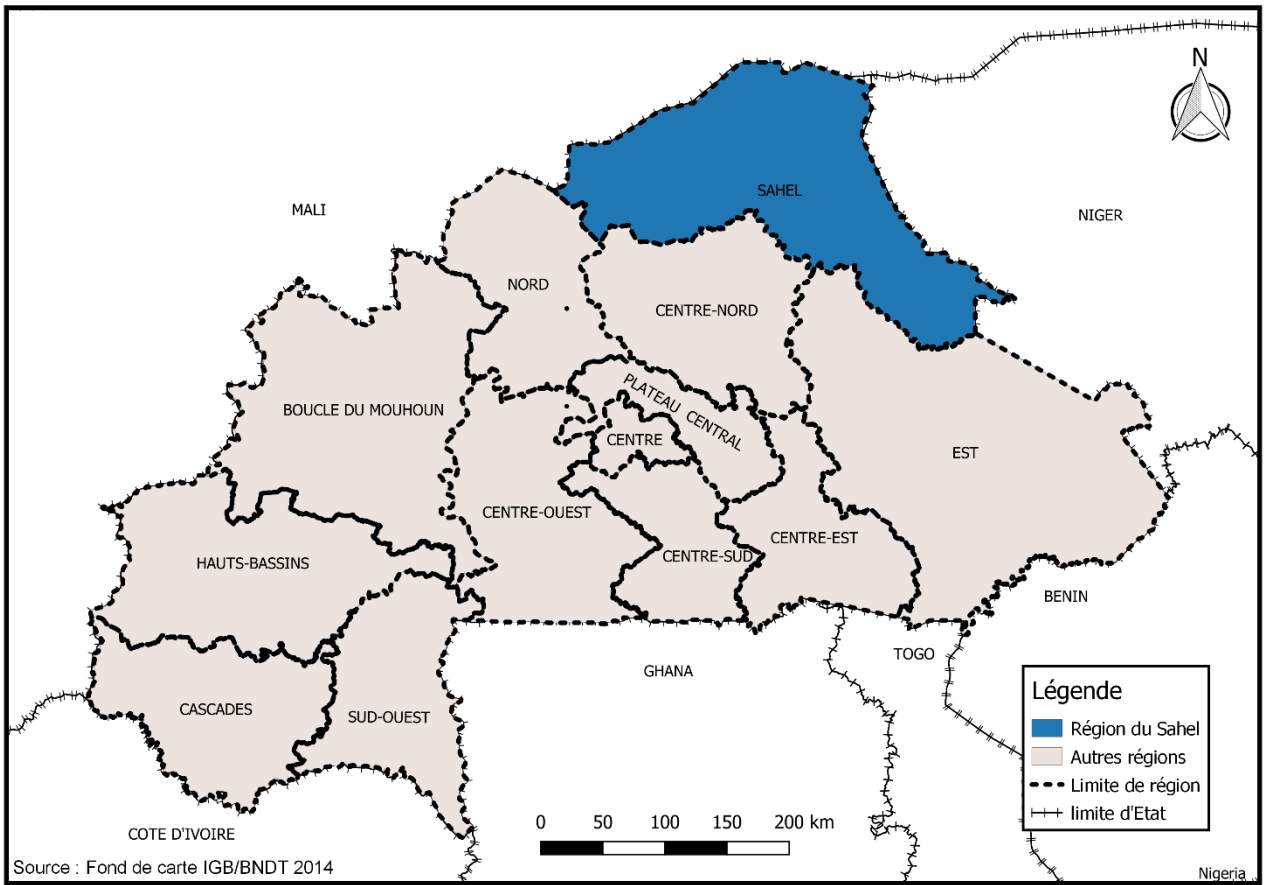 N
SAHEL
MALI
NIGER
NORD
CENTRE-NORD
PLATEAU CENTRAL
BOUCLE DU MOUHOUN
CENTRE
EST
CENTRE-OUEST
CENTRE-EST
CENTRE-SUD
HAUTS-BASSINS
BENIN
TOGO
GHANA
CASCADES
SUD-OUEST
Légende
Région du Sahel
Autres régions
Limite de région
limite d'Etat
0 50 100 150 200 km
COTE D'IVOIRE
Source : Fond de carte IGB/BNDT 2014
Nigeria